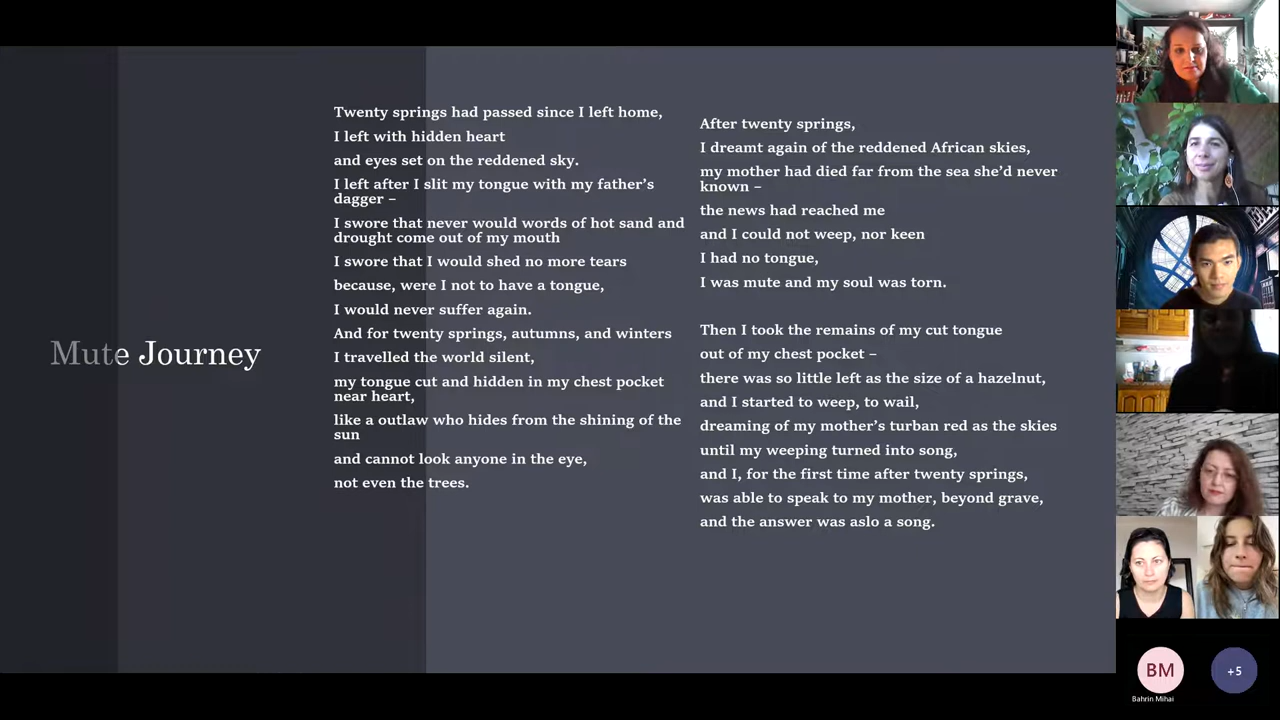 Mute Journey
Twenty springs had passed since I left home,
I left with hidden heart
and eyes set on the reddened sky.
I left after I slit my tongue with my father's
dagger –
I swore that never would words of hot sand and
drought come out of my mouth
I swore that I would shed no more tears
because, were I not to have a tongue,
I would never suffer again.
And for twenty springs, autumns, and winters
I travelled the world silent,
my tongue cut and hidden in my chest pocket
near heart,
like a outlaw who hides from the shining of the
sun
and cannot look anyone in the eye,
not even the trees.
After twenty springs,
I dreamt again of the reddened African skies,
my mother had died far from the sea she'd never
known –
the news had reached me
and I could not weep, nor keen
I had no tongue,
I was mute and my soul was torn.
Then I took the remains of my cut tongue
out of my chest pocket –
there was so little left as the size of a hazelnut,
and I started to weep, to wail,
dreaming of my mother's turban red as the skies
until my weeping turned into song,
and I, for the first time after twenty springs,
was able to speak to my mother, beyond grave,
and the answer was aslo a song.
BM
Bahrin Mihai
+5